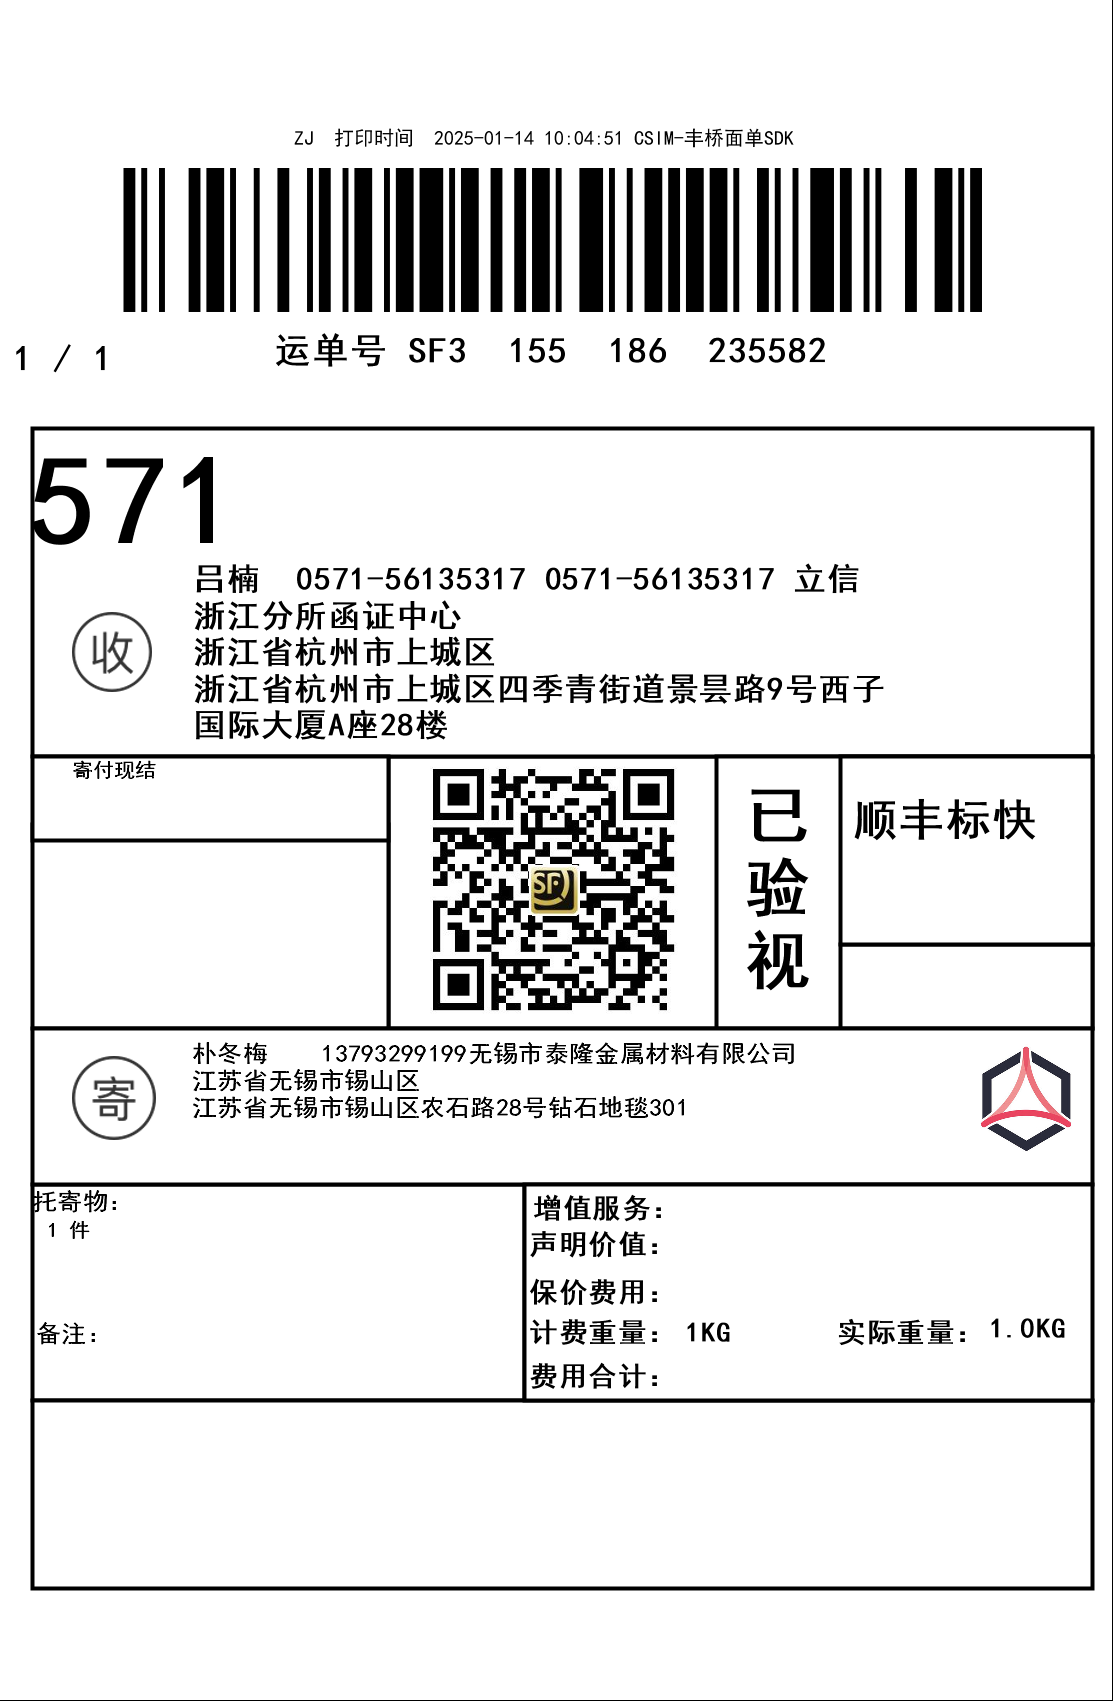 ZJ 打印时间 2025-01-14 10:04:51 CSIM-丰桥面单SDK
1 / 1
运单号 SF3 155 186 235582
571
收
吕楠 0571-56135317 0571-56135317 立信
浙江分所函证中心
浙江省杭州市上城区
浙江省杭州市上城区四季青街道景昙路9号西子
国际大厦A座28楼
寄付现结
SF
已验视
顺丰标快
寄
朴冬梅 13793299199无锡市泰隆金属材料有限公司
江苏省无锡市锡山区
江苏省无锡市锡山区农石路28号钻石地毯301
托寄物:
1 件
备注:
增值服务:
声明价值:
保价费用:
计费重量: 1KG 实际重量: 1.0KG
费用合计: